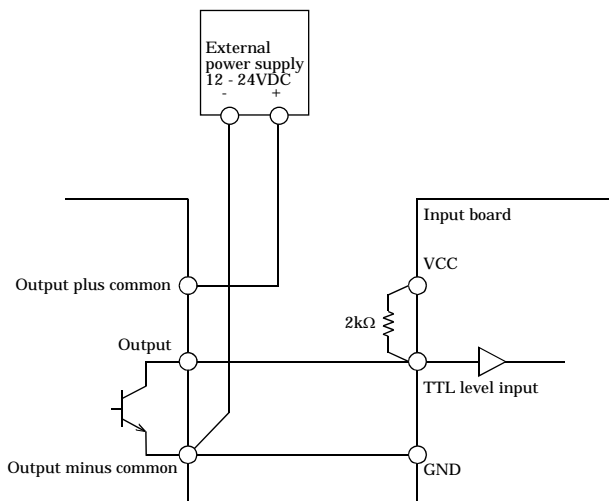 External
power supply
12 - 24VDC
- +
Input board
VCC
Output plus common
2kΩ
Output
TTL level input
Output minus common
GND